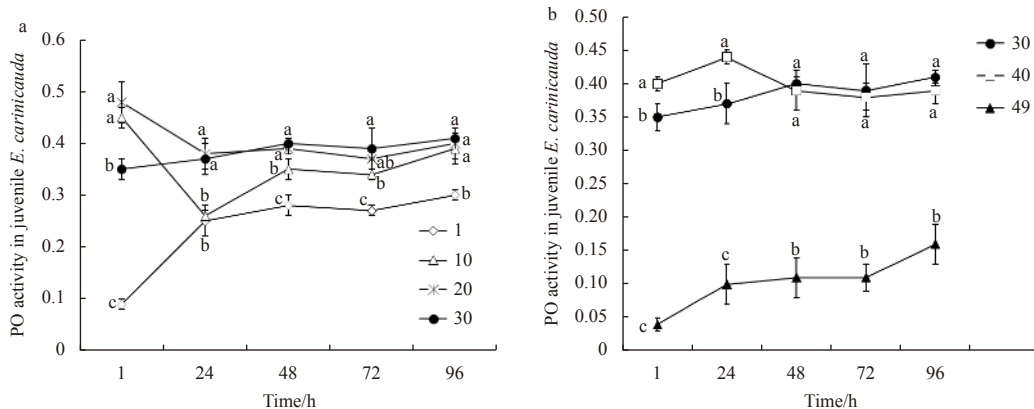 a
PO activity in juvenile E. carinicauda
0.6
0.5
0.4
0.3
0.2
0.1
0
a
a
b
c
a
a
b
b
a
a
b
c
a
ab
b
c
a
a
a
b
1
10
20
30
1 24 48 72 96
Time/h
b
PO activity in juvenile E. carinicauda
0.50
0.45
0.40
0.35
0.30
0.25
0.20
0.15
0.10
0.05
0
a
b
c
a
b
c
a
a
b
a
a
b
a
a
b
30
40
49
1 24 48 72 96
Time/h